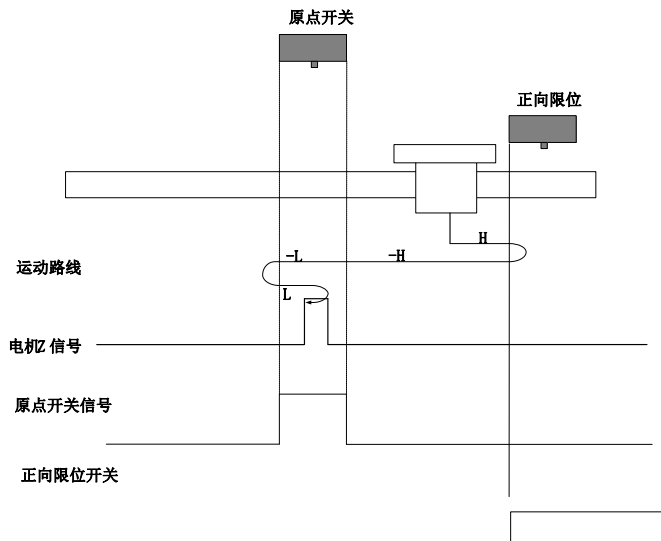 原点开关
正向限位
H
-L
-H
运动路线
L
电机Z 信号
原点开关信号
正向限位开关